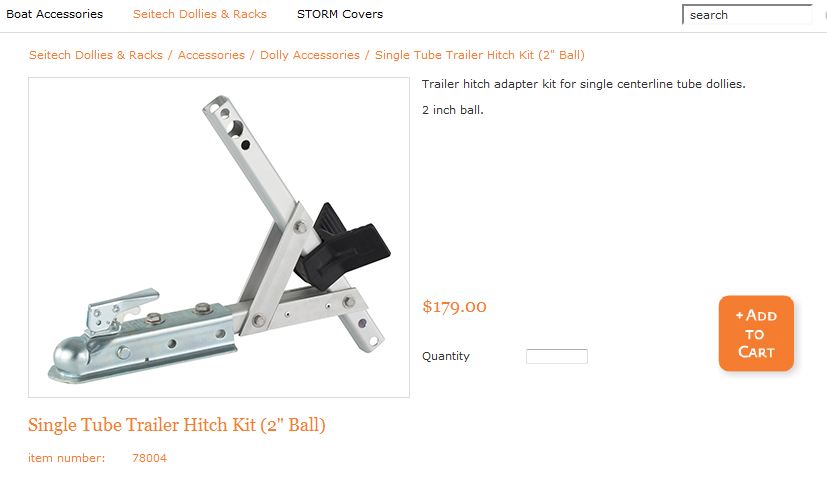 Boat Accessories Seitech Dollies & Racks STORM Covers search
Seitech Dollies & Racks / Accessories / Dolly Accessories / Single Tube Trailer Hitch Kit (2" Ball)
Trailer hitch adapter kit for single centerline tube dollies.
2 inch ball.
$179.00
+ADD
TO
CART
Quantity
Single Tube Trailer Hitch Kit (2" Ball)
item number: 78004